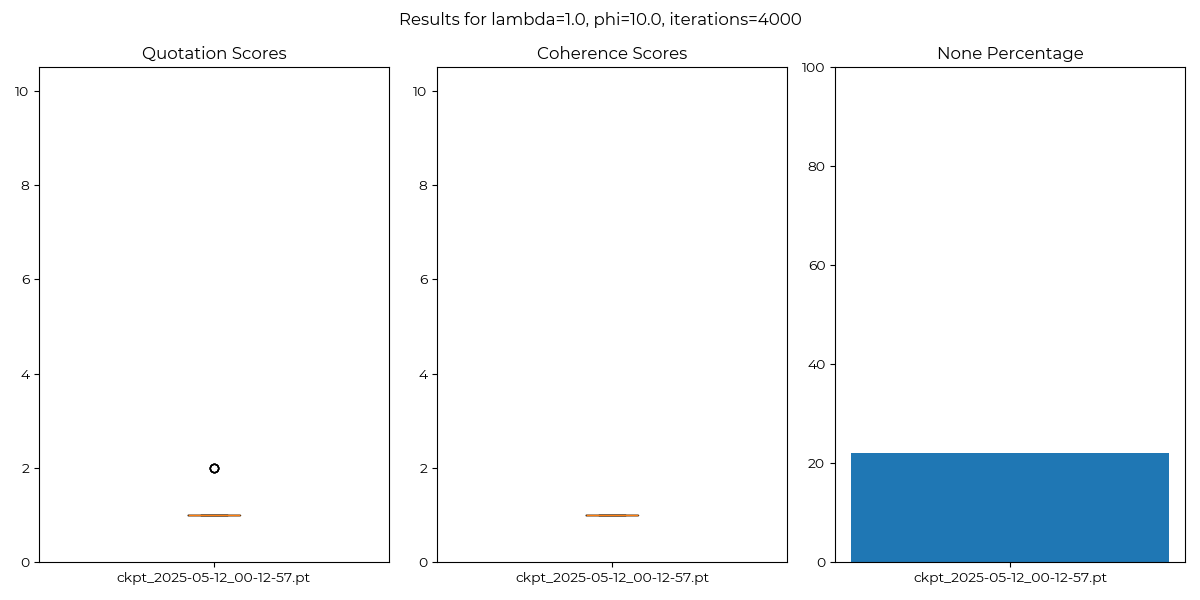 Results for lambda=1.0, phi=10.0, iterations=4000
Quotation Scores
10
8
6
4
2
0
ckpt_2025-05-12_00-12-57.pt
Coherence Scores
10
8
6
4
2
0
ckpt_2025-05-12_00-12-57.pt
None Percentage
100
80
60
40
20
0
ckpt_2025-05-12_00-12-57.pt